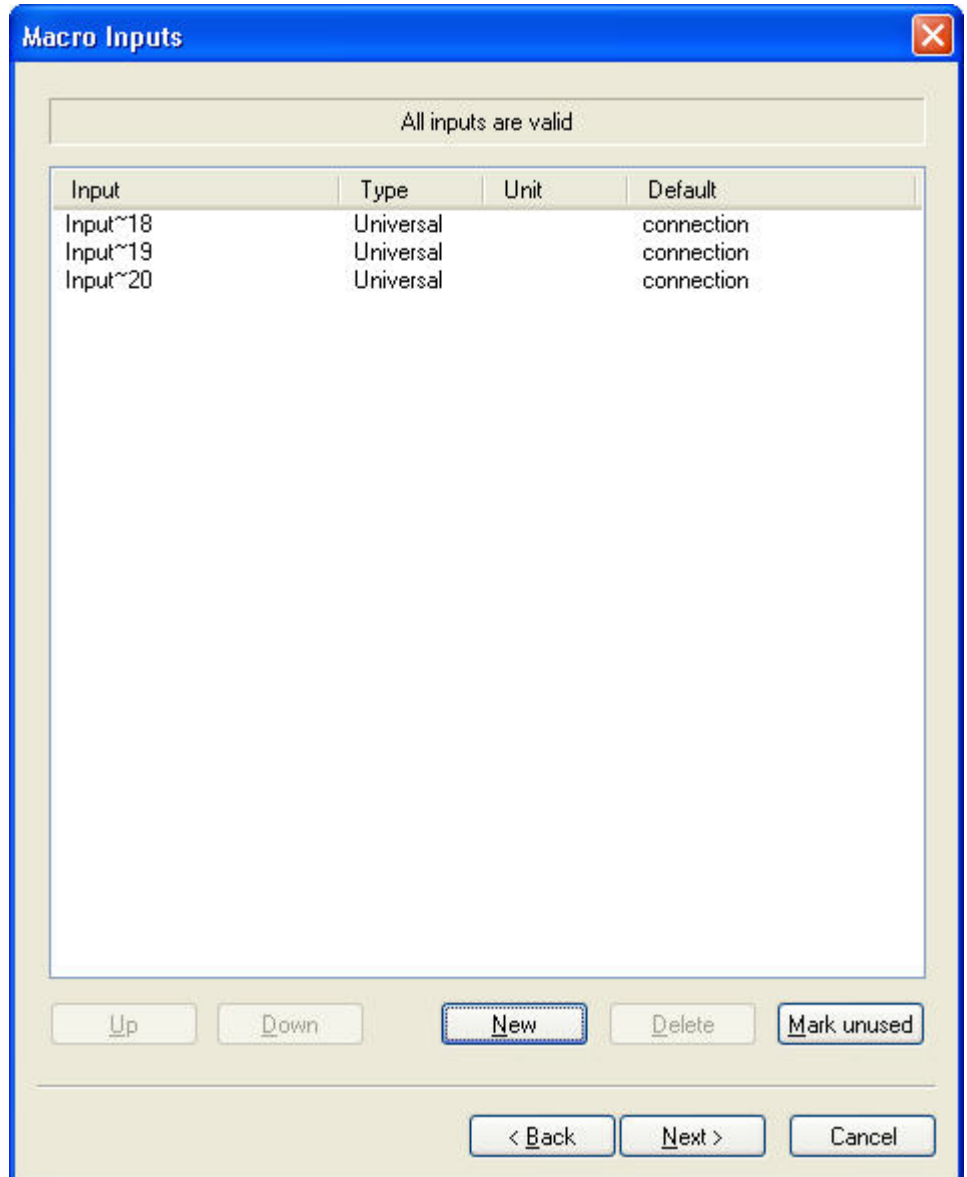 Macro Inputs
All inputs are valid
Input Type Unit Default
Input~18 Universal connection
Input~19 Universal connection
Input~20 Universal connection
Up Down New Delete Mark unused
< Back Next > Cancel